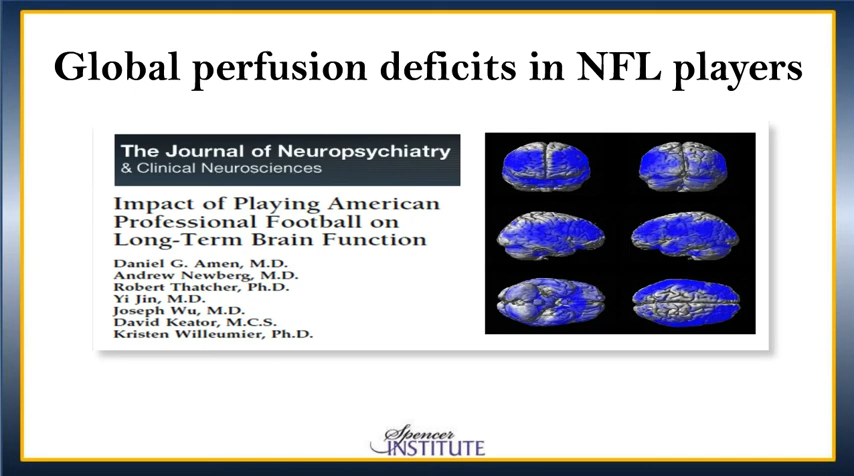 Global perfusion deficits in NFL players
The Journal of Neuropsychiatry
& Clinical Neurosciences
Impact of Playing American
Professional Football on
Long-Term Brain Function
Daniel G. Amen, M.D.
Andrew Newberg, M.D.
Robert Thatcher, Ph.D.
Yi Jin, M.D.
Joseph Wu, M.D.
David Keator, M.C.S.
Kristen Willeumier, Ph.D.
Spencer
INSTITUTE